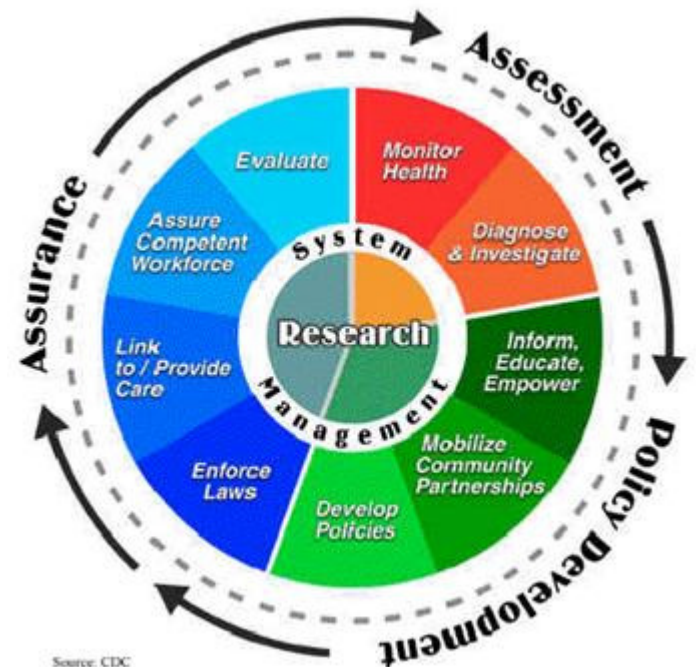 Assessment
Monitor
Health
Diagnose
& Investigate
Policy Development
Inform,
Educate,
Empower
Mobilize
Community
Partnerships
Develop
Policies
Assurance
Enforce
Laws
Link
to / Provide
Care
Assure
Competent
Workforce
Evaluate
System
Management
Research
Source: CDC